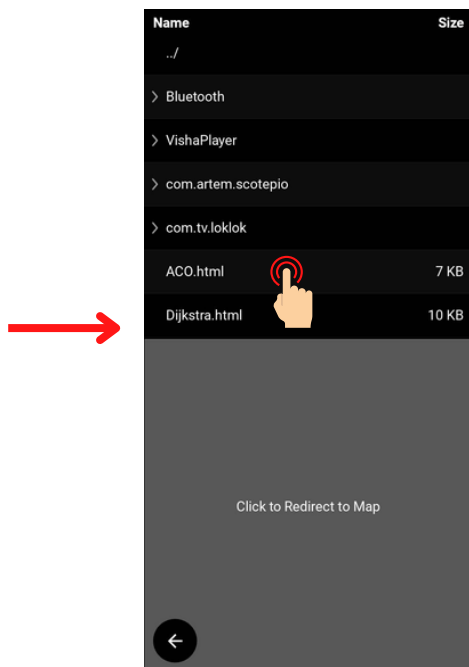 Name Size
../
Bluetooth
VishaPlayer
com.artem.scotepio
com.tv.loklok
ACO.html 7 KB
Dijkstra.html 10 KB
Click to Redirect to Map